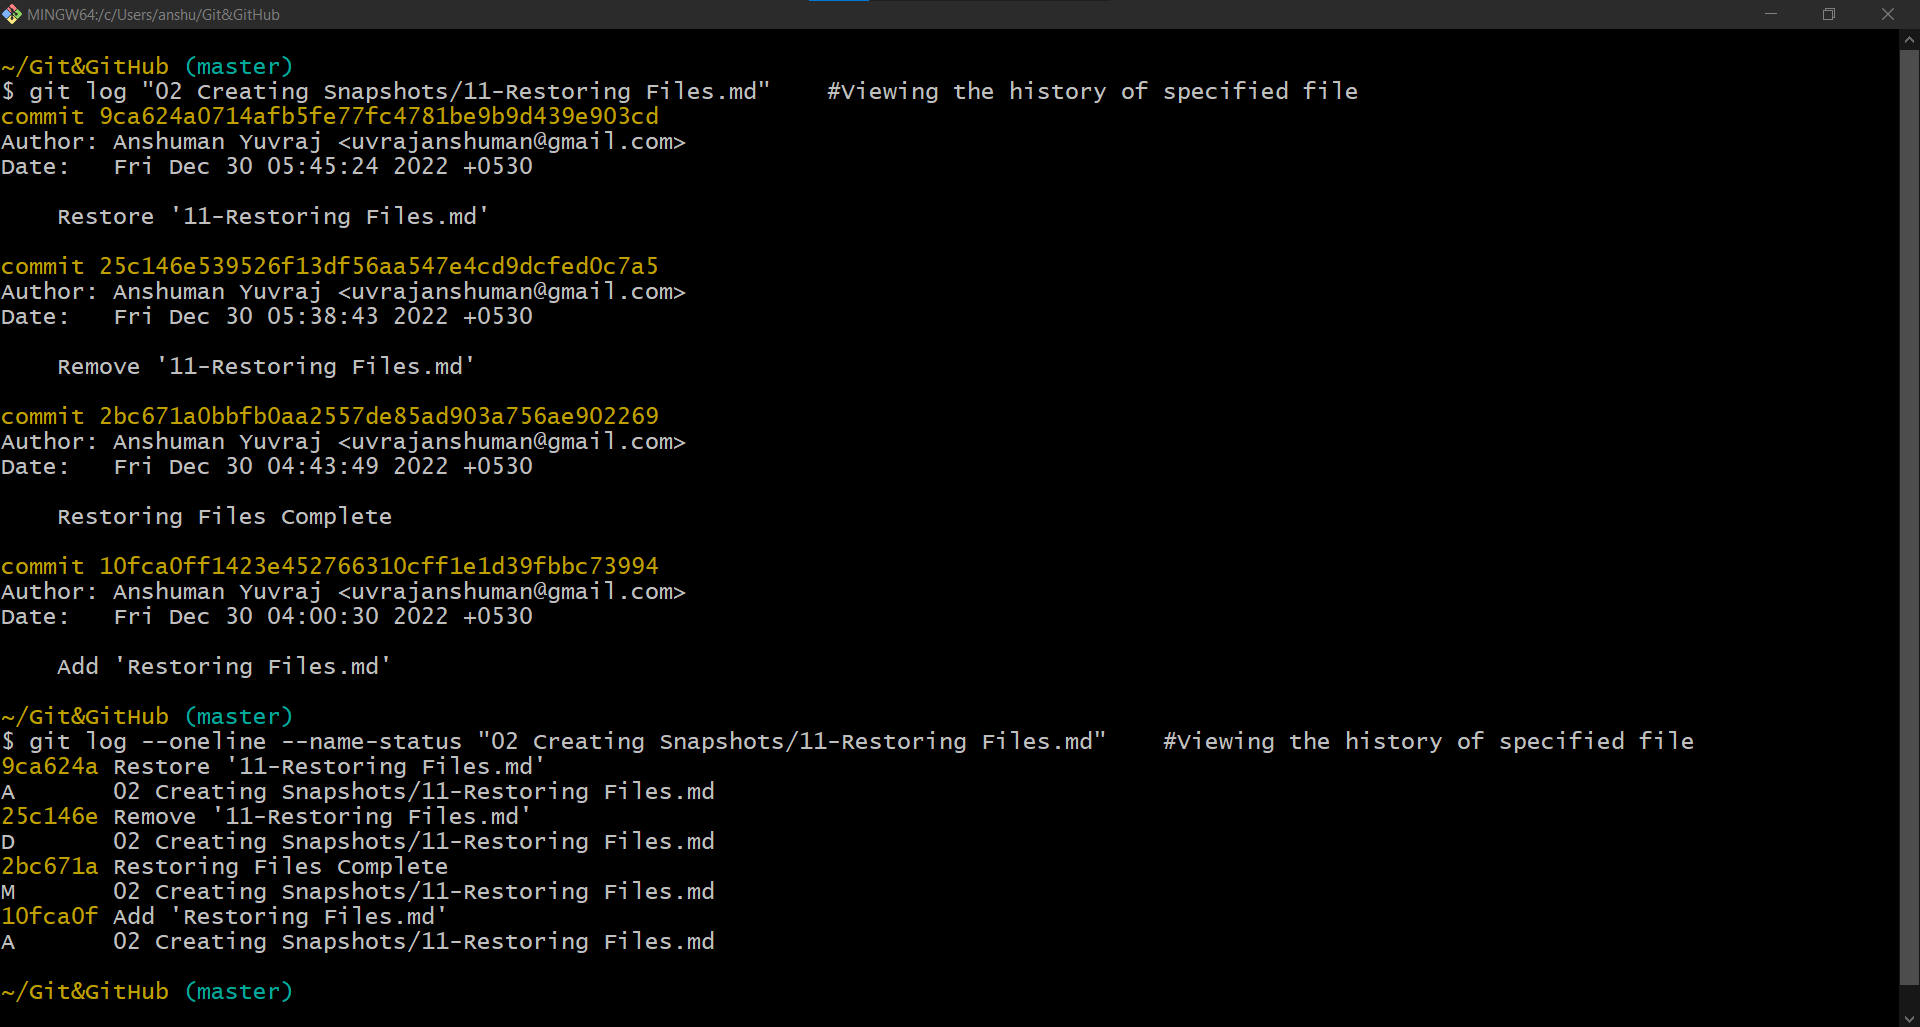 MINGW64:/c/Users/anshu/Git&GitHub
~/Git&GitHub (master)
$ git log "02 Creating Snapshots/11-Restoring Files.md"    #Viewing the history of specified file
commit 9ca624a0714afb5fe77fc4781be9b9d439e903cd
Author: Anshuman Yuvraj <uvrajanshuman@gmail.com>
Date:   Fri Dec 30 05:45:24 2022 +0530
    Restore '11-Restoring Files.md'
commit 25c146e539526f13df56aa547e4cd9dcfed0c7a5
Author: Anshuman Yuvraj <uvrajanshuman@gmail.com>
Date:   Fri Dec 30 05:38:43 2022 +0530
    Remove '11-Restoring Files.md'
commit 2bc671a0bbfb0aa2557de85ad903a756ae902269
Author: Anshuman Yuvraj <uvrajanshuman@gmail.com>
Date:   Fri Dec 30 04:43:49 2022 +0530
    Restoring Files Complete
commit 10fca0ff1423e452766310cff1e1d39fbbc73994
Author: Anshuman Yuvraj <uvrajanshuman@gmail.com>
Date:   Fri Dec 30 04:00:30 2022 +0530
    Add 'Restoring Files.md'
~/Git&GitHub (master)
$ git log --oneline --name-status "02 Creating Snapshots/11-Restoring Files.md"    #Viewing the history of specified file
9ca624a Restore '11-Restoring Files.md'
A       02 Creating Snapshots/11-Restoring Files.md
25c146e Remove '11-Restoring Files.md'
D       02 Creating Snapshots/11-Restoring Files.md
2bc671a Restoring Files Complete
M       02 Creating Snapshots/11-Restoring Files.md
10fca0f Add 'Restoring Files.md'
A       02 Creating Snapshots/11-Restoring Files.md
~/Git&GitHub (master)